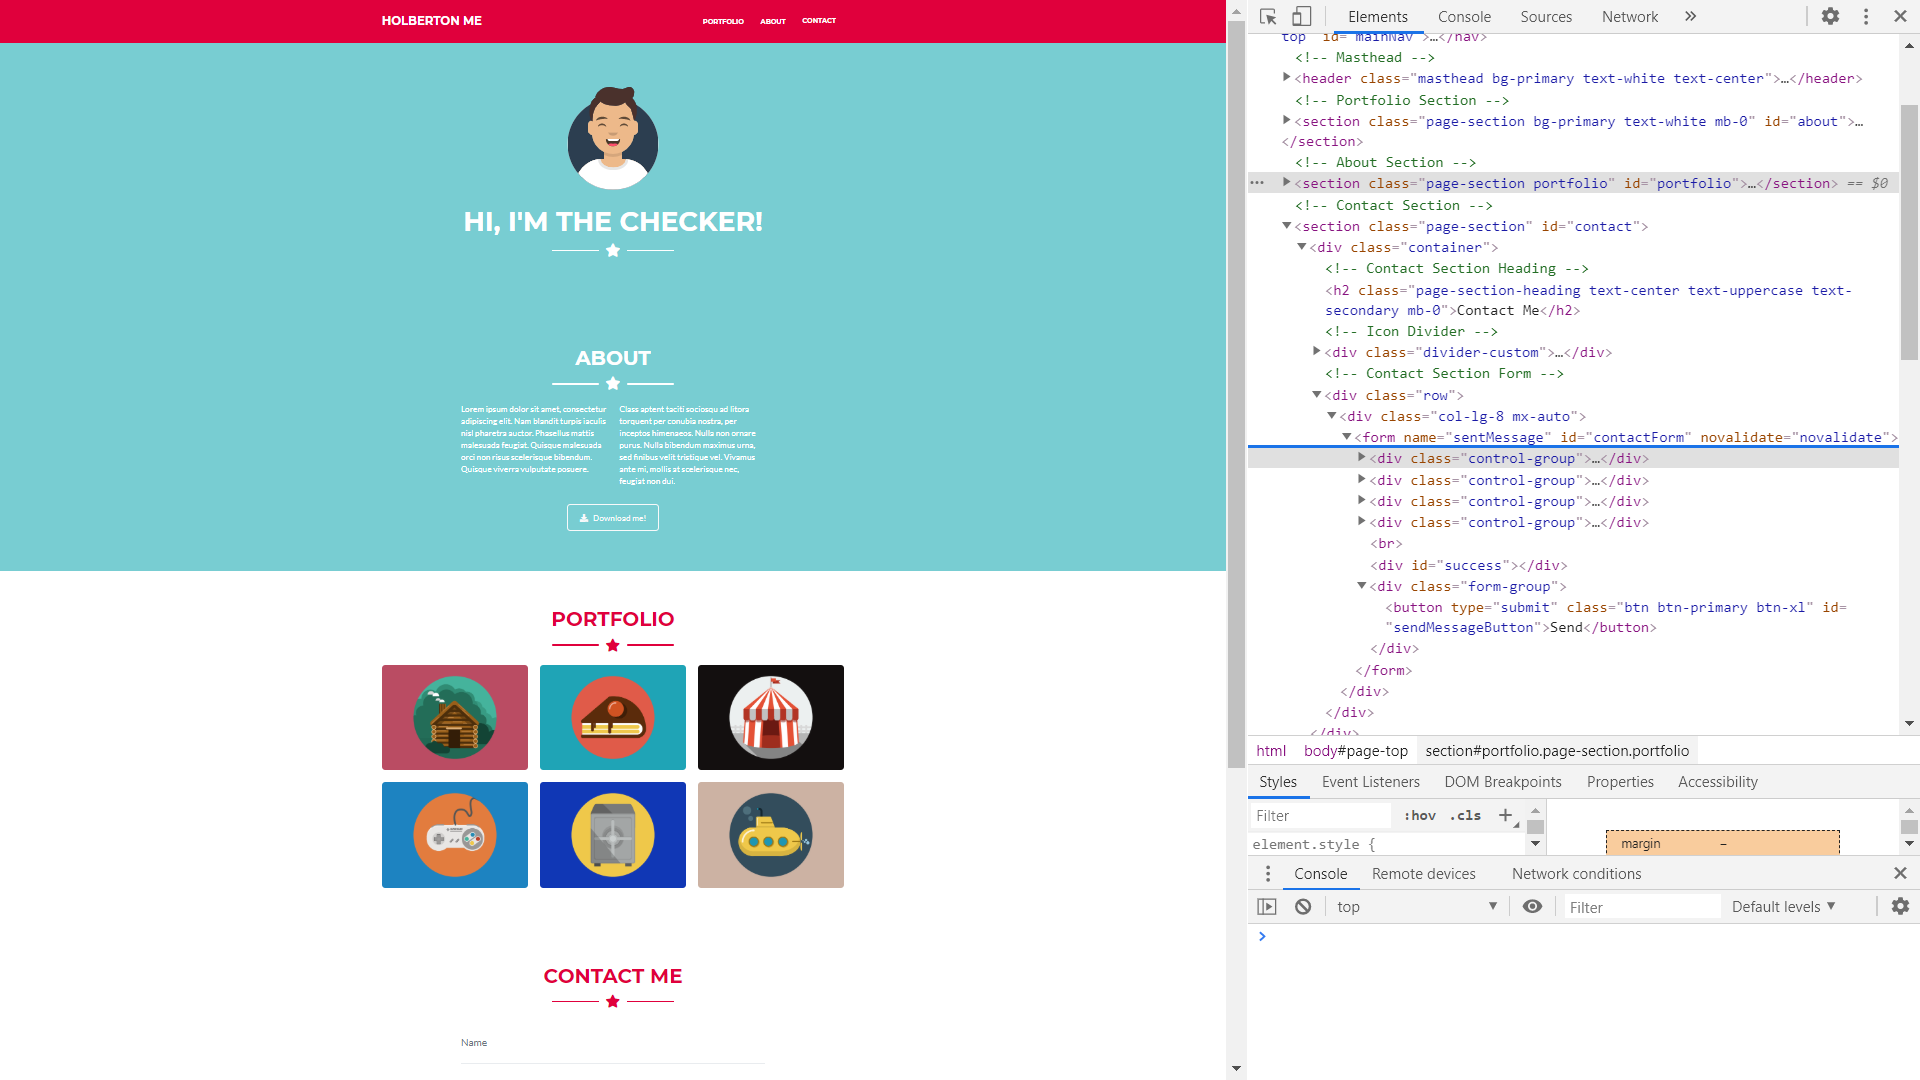 HOLBERTON ME
PORTFOLIO
ABOUT
CONTACT
HI, I'M THE CHECKER!
ABOUT
Lorem ipsum dolor sit amet, consectetur
adipiscing elit. Nam blandit turpis iaculis
nisl pharetra auctor. Phasellus mattis
malesuada feugiat. Quisque malesuada
orci non risus scelerisque bibendum.
Quisque viverra vulputate posuere.
Class aptent taciti sociosqu ad litora
torquent per conubia nostra, per
inceptos himenaeos. Nulla non ornare
purus. Nulla bibendum maximus urna,
sed finibus velit tristique vel. Vivamus
ante mi, mollis at scelerisque nec,
feugiat non dui.
Download me!
PORTFOLIO
CONTACT ME
Name
Elements
Console
Sources
Network
»
top" id="mainNav">…</nav>
<!-- Masthead -->
<header class="masthead bg-primary text-white text-center">…</header>
<!-- Portfolio Section -->
<section class="page-section bg-primary text-white mb-0" id="about">…
</section>
<!-- About Section -->
<section class="page-section portfolio" id="portfolio">…</section> == $0
<!-- Contact Section -->
<section class="page-section" id="contact">
<div class="container">
<!-- Contact Section Heading -->
<h2 class="page-section-heading text-center text-uppercase text-
secondary mb-0">Contact Me</h2>
<!-- Icon Divider -->
<div class="divider-custom">…</div>
<!-- Contact Section Form -->
<div class="row">
<div class="col-lg-8 mx-auto">
<form name="sentMessage" id="contactForm" novalidate="novalidate">
<div class="control-group">…</div>
<div class="control-group">…</div>
<div class="control-group">…</div>
<div class="control-group">…</div>
<br>
<div id="success"></div>
<div class="form-group">
<button type="submit" class="btn btn-primary btn-xl" id=
"sendMessageButton">Send</button>
</div>
</form>
</div>
</div>
</div>
html
body#page-top
section#portfolio.page-section.portfolio
Styles
Event Listeners
DOM Breakpoints
Properties
Accessibility
Filter
:hov
.cls
+
element.style {
margin
–
Console
Remote devices
Network conditions
top
Filter
Default levels
>